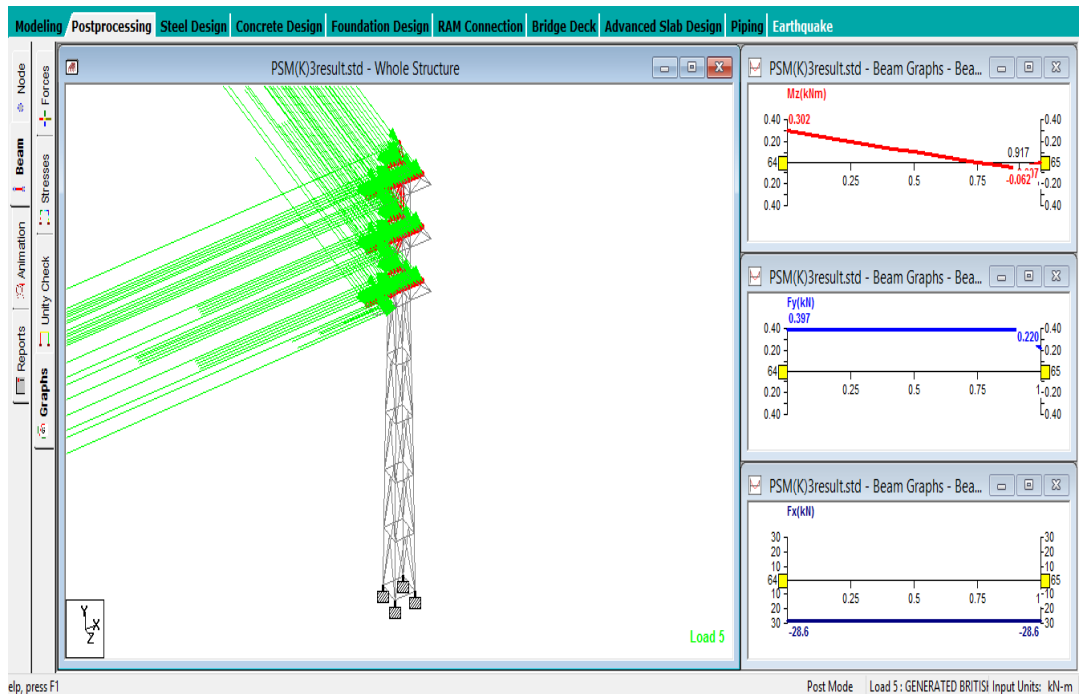 Modeling Postprocessing Steel Design Concrete Design Foundation Design RAM Connection Bridge Deck Advanced Slab Design Piping Earthquake
Node
Beam
Animation
Reports
Forces
Stresses
Unity Check
Graphs
PSM(K)3result.std - Whole Structure
Y
X
Z
Load 5
PSM(K)3result.std - Beam Graphs - Bea...
Mz(kNm)
0.40 0.302 0.40
0.20 0.917 0.20
64 65
0.25 0.5 0.75
0.20 -0.062 0.20
0.40 0.40
PSM(K)3result.std - Beam Graphs - Bea...
Fy(kN)
0.397
0.40 0.220 0.40
0.20 0.20
64 65
0.20 0.25 0.5 0.75 1 0.20
0.40 0.40
PSM(K)3result.std - Beam Graphs - Bea...
Fx(kN)
30 30
20 20
10 10
64 65
10 0.25 0.5 0.75 1 10
20 20
30 -28.6 -28.6 30
elp, press F1 Post Mode Load 5 : GENERATED BRITISH Input Units: kN-m